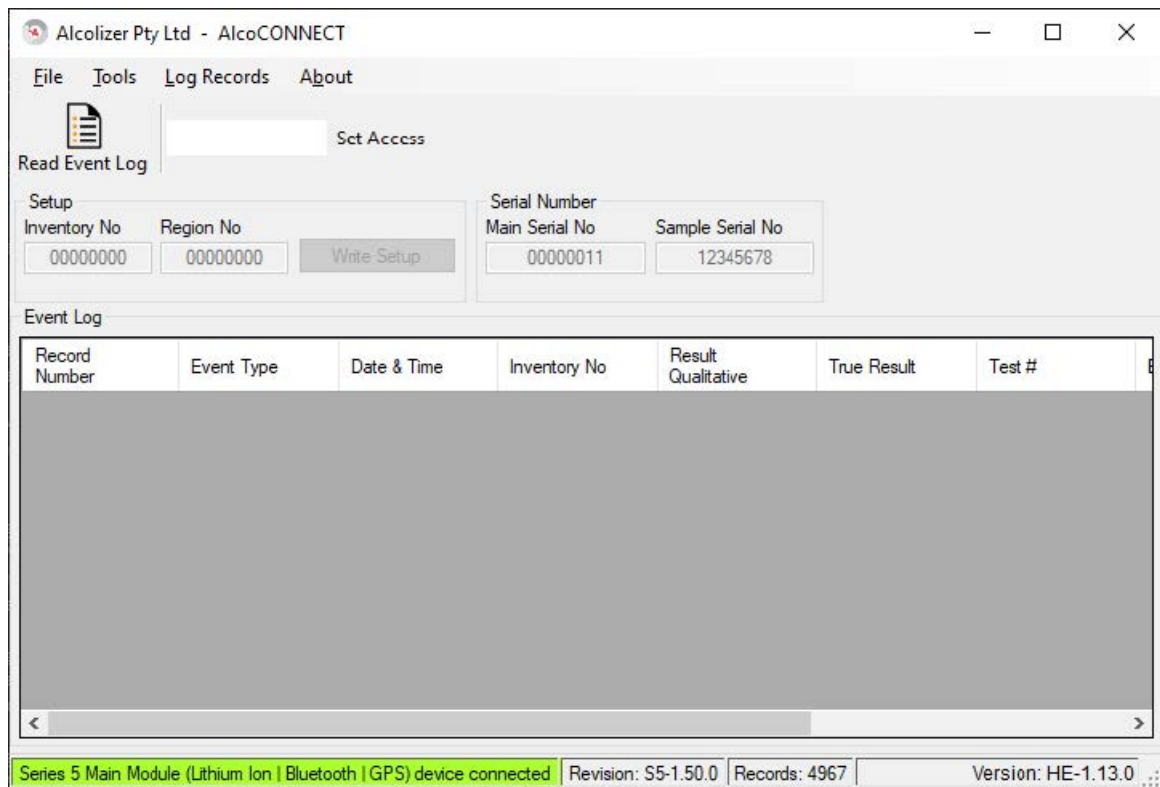 Alcolizer Pty Ltd - AlcoCONNECT
File Tools Log Records About
Read Event Log
Set Access
Setup
Inventory No Region No
00000000 00000000 Write Setup
Serial Number
Main Serial No Sample Serial No
00000011 12345678
Event Log
Record Number Event Type Date & Time Inventory No Result Qualitative True Result Test #
Series 5 Main Module (Lithium Ion | Bluetooth | GPS) device connected Revision: S5-1.50.0 Records: 4967 Version: HE-1.13.0